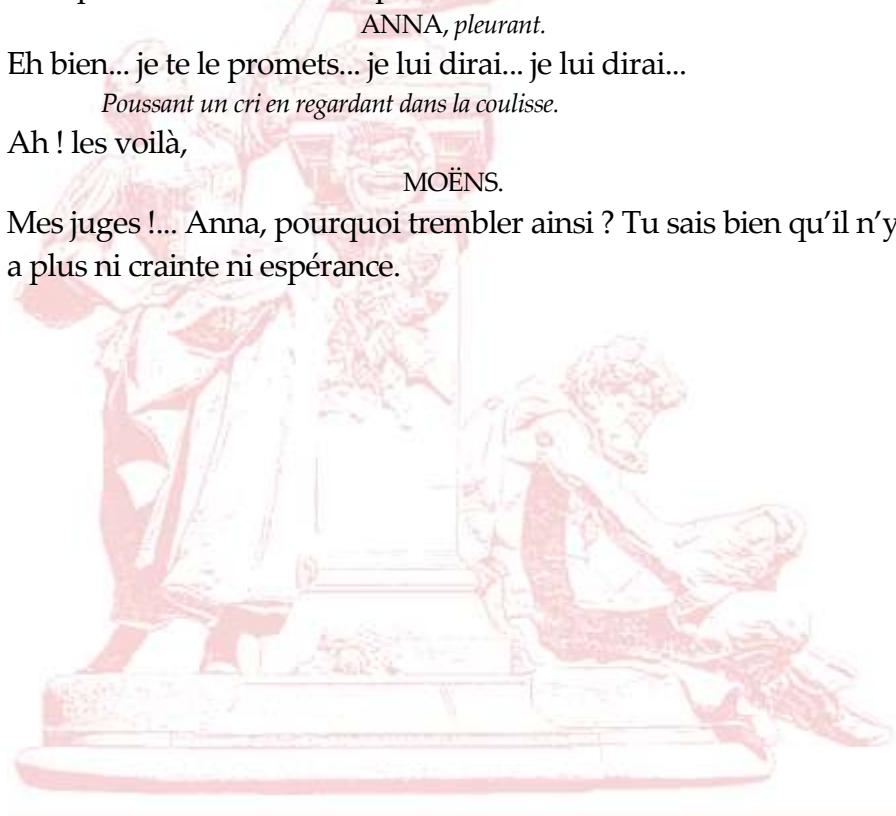 ANNA, pleurant.
Eh bien... je te le promets... je lui dirai... je lui dirai...
Poussant un cri en regardant dans la coulisse.
Ah ! les voilà,
MOËNS.
Mes juges !... Anna, pourquoi trembler ainsi ? Tu sais bien qu’il n’y
a plus ni crainte ni espérance.